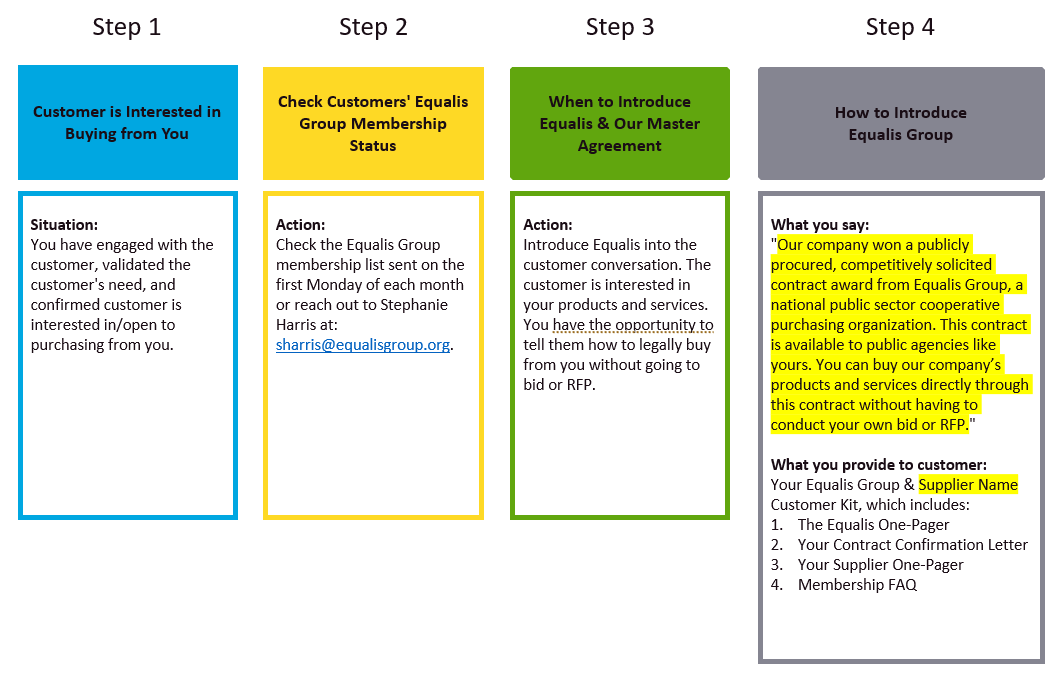 Step 1
Step 2
Step 3
Step 4
Customer is Interested in
Buying from You
Check Customers' Equalis
Group Membership
Status
When to Introduce
Equalis & Our Master
Agreement
How to Introduce
Equalis Group
Situation:
You have engaged with the
customer, validated the
customer's need, and
confirmed customer is
interested in/open to
purchasing from you.
Action:
Check the Equalis Group
membership list sent on the
first Monday of each month
or reach out to Stephanie
Harris at:
sharris@equalisgroup.org.
Action:
Introduce Equalis into the
customer conversation. The
customer is interested in
your products and services.
You have the opportunity to
tell them how to legally buy
from you without going to
bid or RFP.
What you say:
"Our company won a publicly
procured, competitively solicited
contract award from Equalis Group, a
national public sector cooperative
purchasing organization. This contract
is available to public agencies like
yours. You can buy our company’s
products and services directly through
this contract without having to
conduct your own bid or RFP."
What you provide to customer:
Your Equalis Group & Supplier Name
Customer Kit, which includes:
1. The Equalis One-Pager
2. Your Contract Confirmation Letter
3. Your Supplier One-Pager
4. Membership FAQ